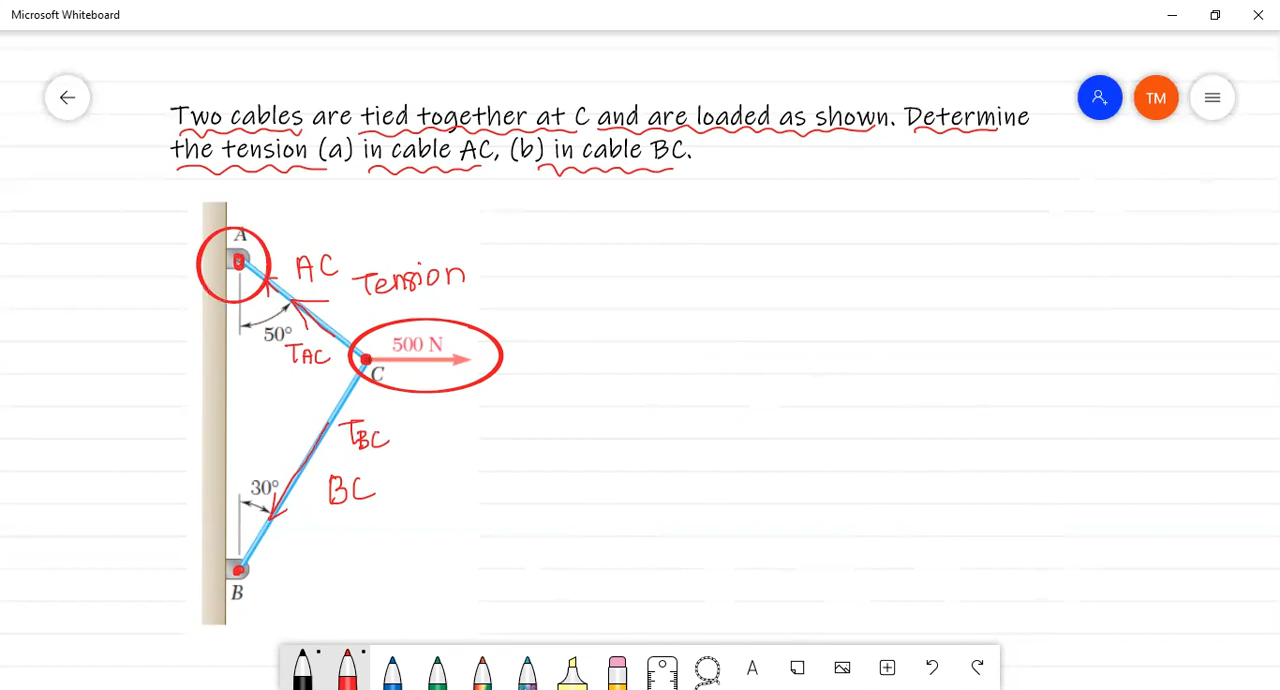 Microsoft Whiteboard
TM
Two cables are tied together at C and are loaded as shown. Determine
the tension (a) in cable AC, (b) in cable BC.
A
AC
Tension
50°
TAC
500 N
C
TBC
30°
BC
B
A